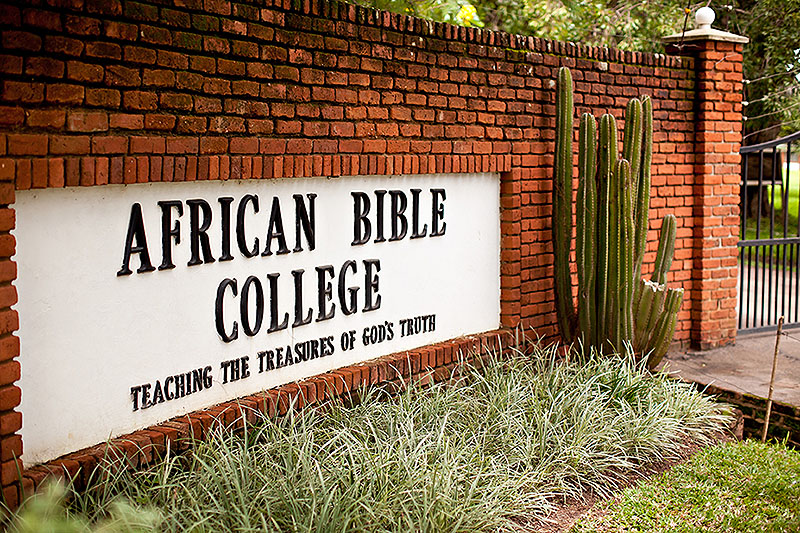 AFRICAN BIBLE
COLLEGE
TEACHING THE TREASURES OF GOD'S TRUTH